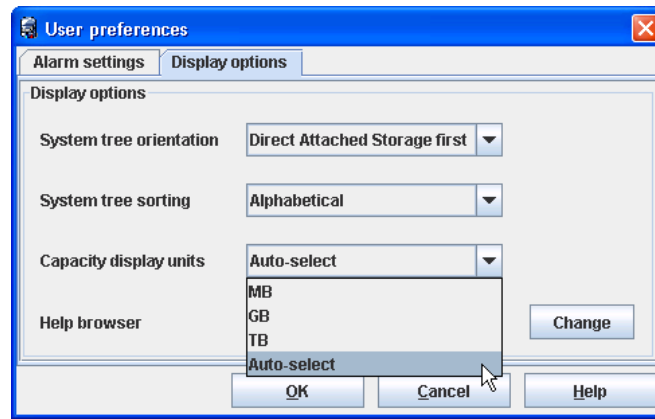 User preferences
Alarm settings
Display options
Display options
System tree orientation
Direct Attached Storage first
System tree sorting
Alphabetical
Capacity display units
Auto-select
MB
GB
TB
Auto-select
Help browser
Change
OK
Cancel
Help